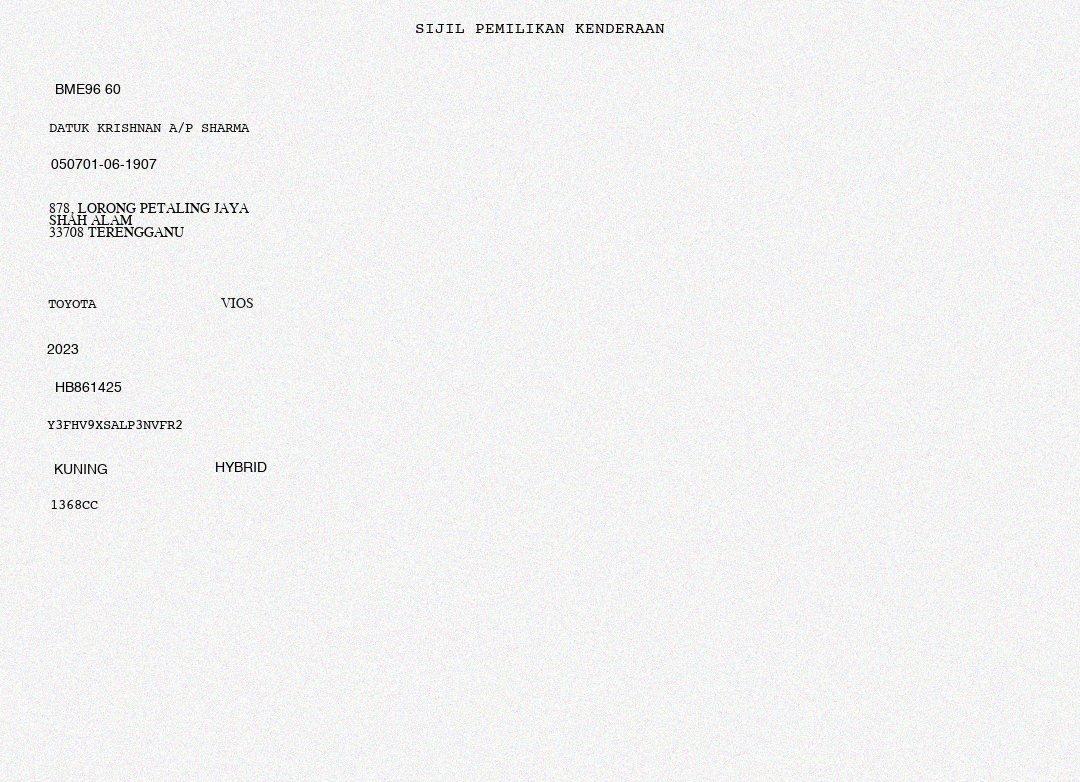 SIJIL PEMILIKAN KENDERAAN
BME96 60
DATUK KRISHNAN A/P SHARMA
050701-06-1907
878, LORONG PETALING JAYA
SHAH ALAM
33708 TERENGGANU
TOYOTA VIOS
2023
HB861425
Y3FHV9XSALP3NVFR2
KUNING HYBRID
1368CC